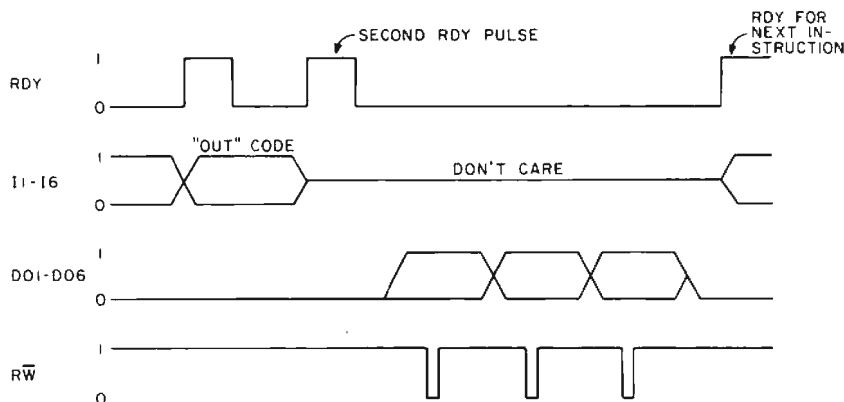 SECOND RDY PULSE
RDY FOR
NEXT IN-
STRUCTION
1
RDY
0
"OUT" CODE
1
I1-I6
DON'T CARE
0
1
DO1-DO6
0
1
RW̅
0